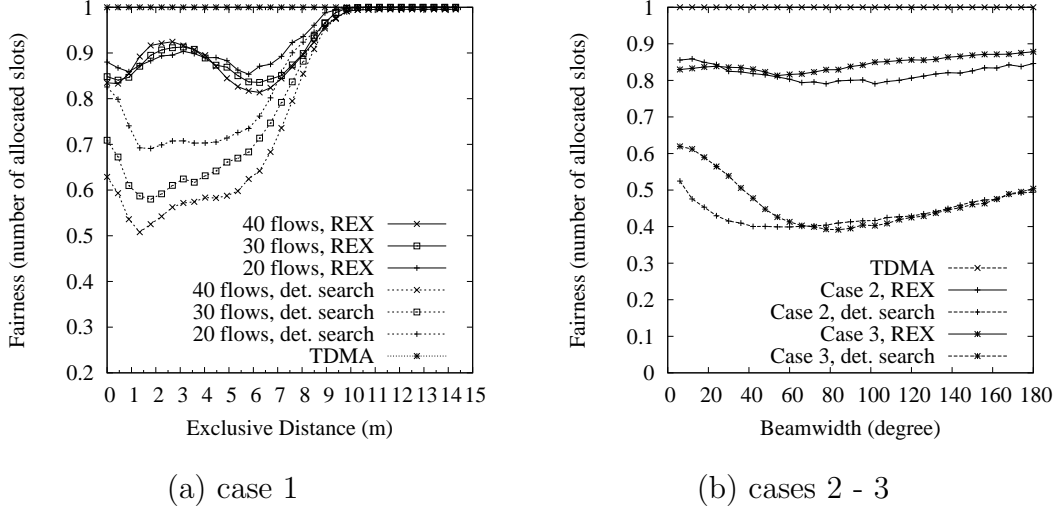 1
0.9
0.8
0.7
0.6
0.5
0.4
0.3
0.2
Fairness (number of allocated slots)
40 flows, REX
30 flows, REX
20 flows, REX
40 flows, det. search
30 flows, det. search
20 flows, det. search
TDMA
0 1 2 3 4 5 6 7 8 9 10 11 12 13 14 15
Exclusive Distance (m)
(a) case 1
1
0.9
0.8
0.7
0.6
0.5
0.4
0.3
0.2
0.1
0
Fairness (number of allocated slots)
TDMA
Case 2, REX
Case 2, det. search
Case 3, REX
Case 3, det. search
0 20 40 60 80 100 120 140 160 180
Beamwidth (degree)
(b) cases 2 - 3